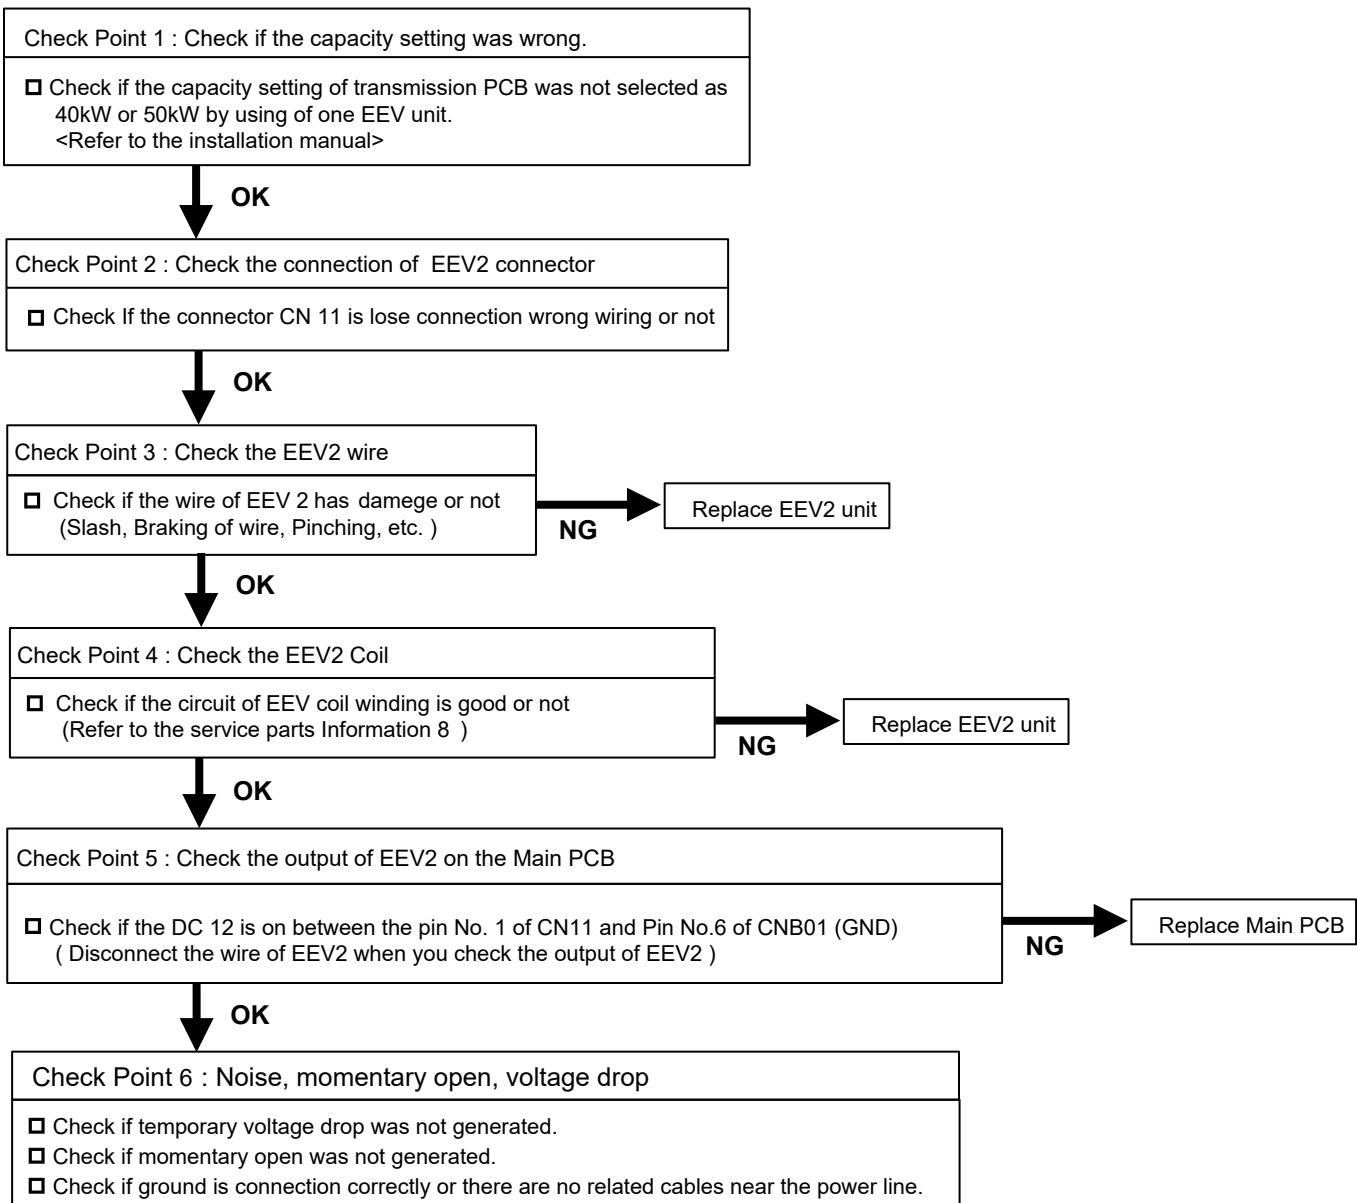 Check Point 1 : Check if the capacity setting was wrong.
Check if the capacity setting of transmission PCB was not selected as
40kW or 50kW by using of one EEV unit.
<Refer to the installation manual>
OK
Check Point 2 : Check the connection of EEV2 connector
Check If the connector CN 11 is lose connection wrong wiring or not
OK
Check Point 3 : Check the EEV2 wire
Check if the wire of EEV 2 has damege or not
(Slash, Braking of wire, Pinching, etc. )
NG
Replace EEV2 unit
OK
Check Point 4 : Check the EEV2 Coil
Check if the circuit of EEV coil winding is good or not
(Refer to the service parts Information 8 )
NG
Replace EEV2 unit
OK
Check Point 5 : Check the output of EEV2 on the Main PCB
Check if the DC 12 is on between the pin No. 1 of CN11 and Pin No.6 of CNB01 (GND)
( Disconnect the wire of EEV2 when you check the output of EEV2 )
NG
Replace Main PCB
OK
Check Point 6 : Noise, momentary open, voltage drop
Check if temporary voltage drop was not generated.
Check if momentary open was not generated.
Check if ground is connection correctly or there are no related cables near the power line.